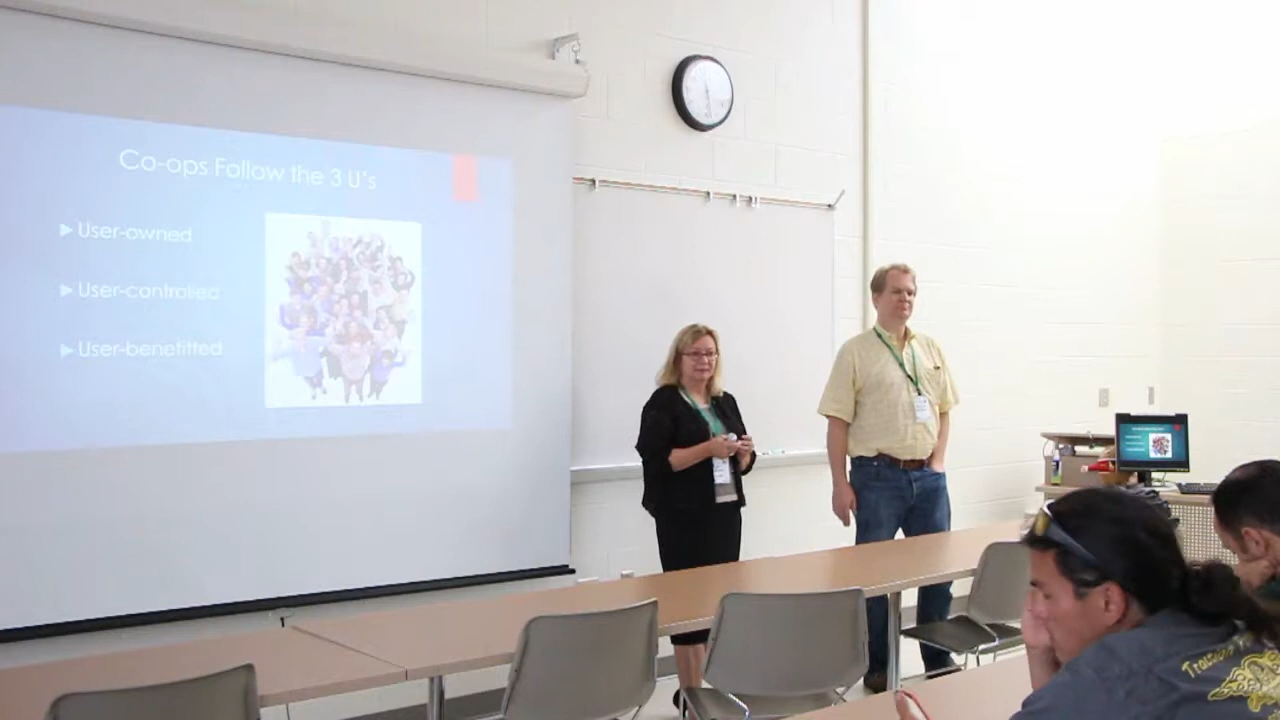 Co-ops Follow the 3 U's
User-owned
User-controlled
User-benefitted